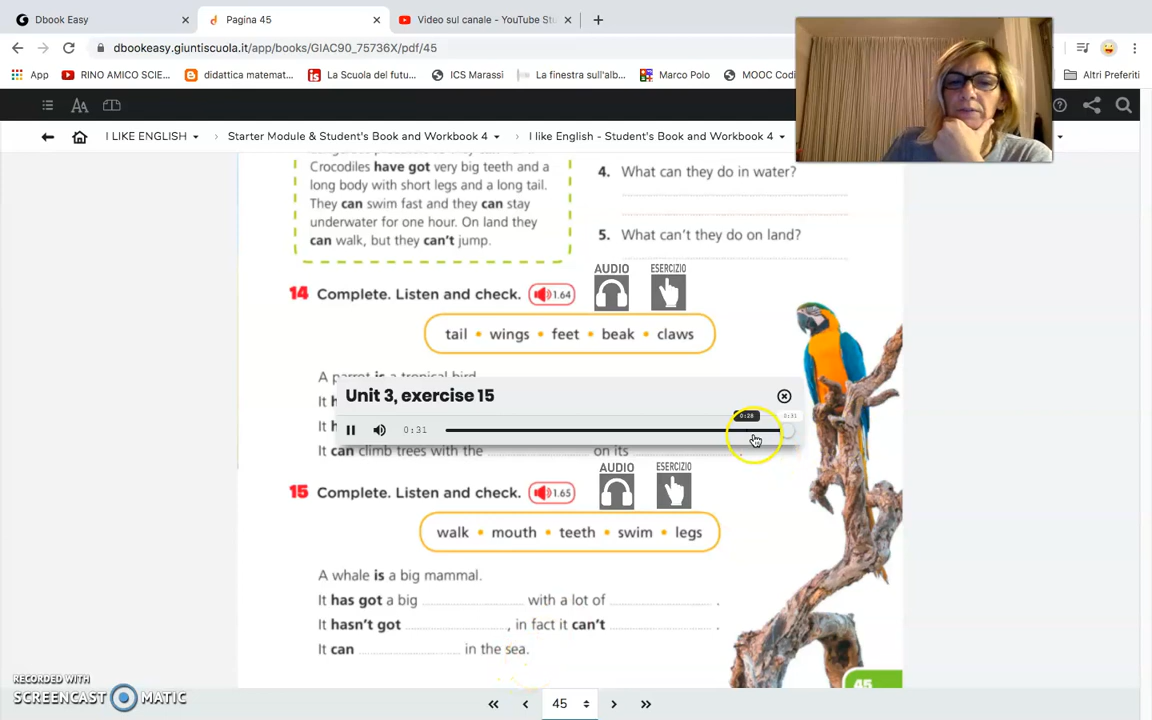 Dbook Easy
Pagina 45
Video sul canale - YouTube Stu
dbookeasy.giuntiscuola.it/app/books/GIAC90_75736X/pdf/45
App
RINO AMICO SCIE...
didattica matemat...
La Scuola del futu...
ICS Marassi
La finestra sull'alb...
Marco Polo
MOOC Codi
Altri Preferiti
I LIKE ENGLISH
Starter Module & Student's Book and Workbook 4
I like English - Student's Book and Workbook 4
Crocodiles have got very big teeth and a
long body with short legs and a long tail.
They can swim fast and they can stay
underwater for one hour. On land they
can walk, but they can't jump.
4. What can they do in water?
5. What can't they do on land?
14 Complete. Listen and check. 1.64
AUDIO
ESERCIZIO
tail • wings • feet • beak • claws
A parrot is a tropical bird.
Unit 3, exercise 15
0:28
0:31
0:31
It can climb trees with the on its .
15 Complete. Listen and check. 1.65
AUDIO
ESERCIZIO
walk • mouth • teeth • swim • legs
A whale is a big mammal.
It has got a big with a lot of .
It hasn't got , in fact it can't .
It can in the sea.
45
RECORDED WITH
SCREENCAST MATIC
45